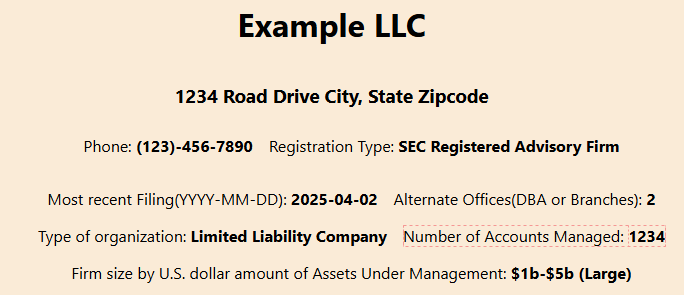 Example LLC
1234 Road Drive City, State Zipcode
Phone: (123)-456-7890 Registration Type: SEC Registered Advisory Firm
Most recent Filing(YYYY-MM-DD): 2025-04-02 Alternate Offices(DBA or Branches): 2
Type of organization: Limited Liability Company Number of Accounts Managed: 1234
Firm size by U.S. dollar amount of Assets Under Management: $1b-$5b (Large)